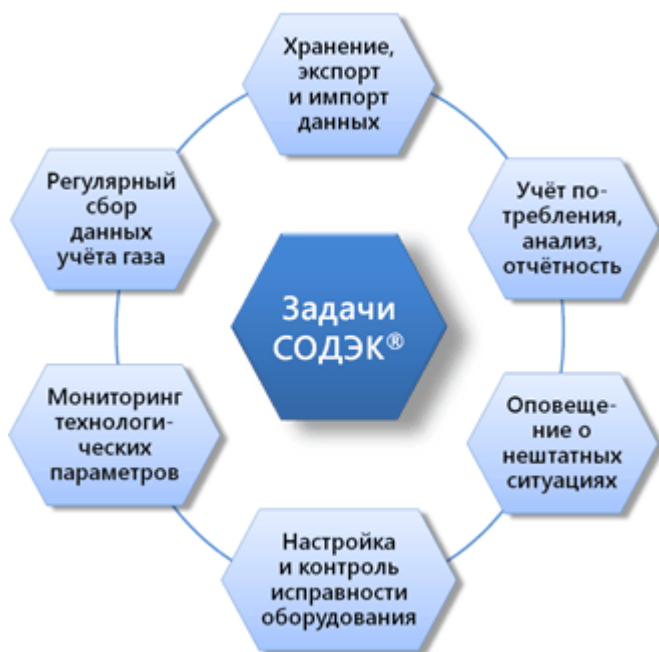 Хранение,
экспорт
и импорт
данных
Регулярный
сбор
данных
учёта газа
Учёт по-
требления,
анализ,
отчётность
Задачи
СОДЭК®
Мониторинг
технологи-
ческих
параметров
Оповеще-
ние о
нештатных
ситуациях
Настройка
и контроль
исправности
оборудования